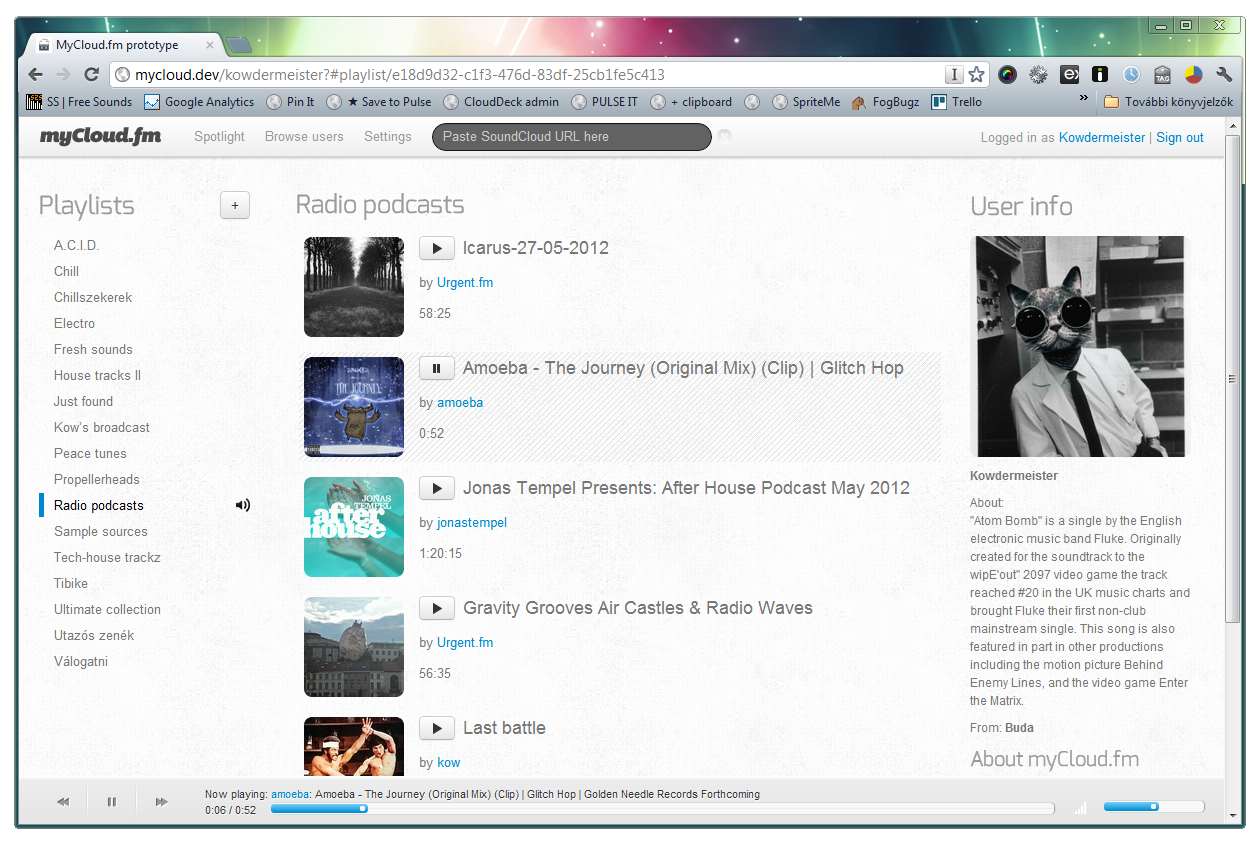 MyCloud.fm prototype
mycloud.dev/kowdermeister?#playlist/e18d9d32-c1f3-476d-83df-25cb1fe5c413
SS | Free Sounds Google Analytics Pin It ★ Save to Pulse CloudDeck admin PULSE IT + clipboard SpriteMe FogBugz Trello » További könyvjelzők
myCloud.fm Spotlight Browse users Settings Paste SoundCloud URL here Logged in as Kowdermeister | Sign out
Playlists +
A.C.I.D.
Chill
Chillszekerek
Electro
Fresh sounds
House tracks II
Just found
Kow's broadcast
Peace tunes
Propellerheads
Radio podcasts
Sample sources
Tech-house trackz
Tibike
Ultimate collection
Utazós zenék
Válogatni
Radio podcasts
Icarus-27-05-2012
by Urgent.fm
58:25
THE JOURNEY
Amoeba - The Journey (Original Mix) (Clip) | Glitch Hop
by amoeba
0:52
JONAS
TEMPEL
after
house
Jonas Tempel Presents: After House Podcast May 2012
by jonastempel
1:20:15
Gravity Grooves Air Castles & Radio Waves
by Urgent.fm
56:35
Last battle
by kow
User info
Kowdermeister
About:
"Atom Bomb" is a single by the English
electronic music band Fluke. Originally
created for the soundtrack to the
wipE'out" 2097 video game the track
reached #20 in the UK music charts and
brought Fluke their first non-club
mainstream single. This song is also
featured in part in other productions
including the motion picture Behind
Enemy Lines, and the video game Enter
the Matrix.
From: Buda
About myCloud.fm
Now playing: amoeba: Amoeba - The Journey (Original Mix) (Clip) | Glitch Hop | Golden Needle Records Forthcoming
0:06 / 0:52